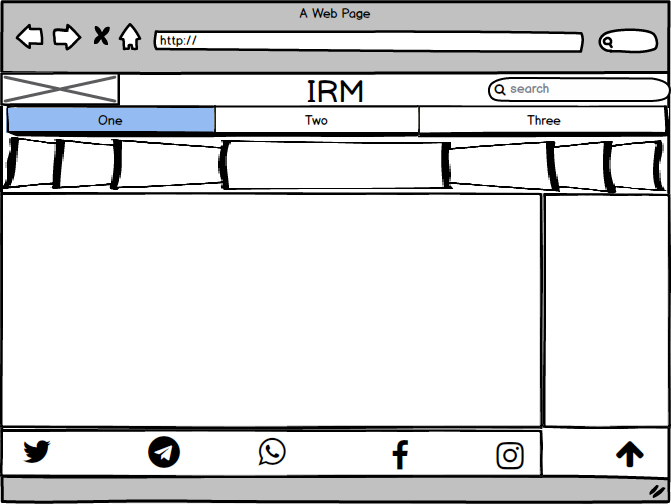 A Web Page
http://
IRM
search
One
Two
Three